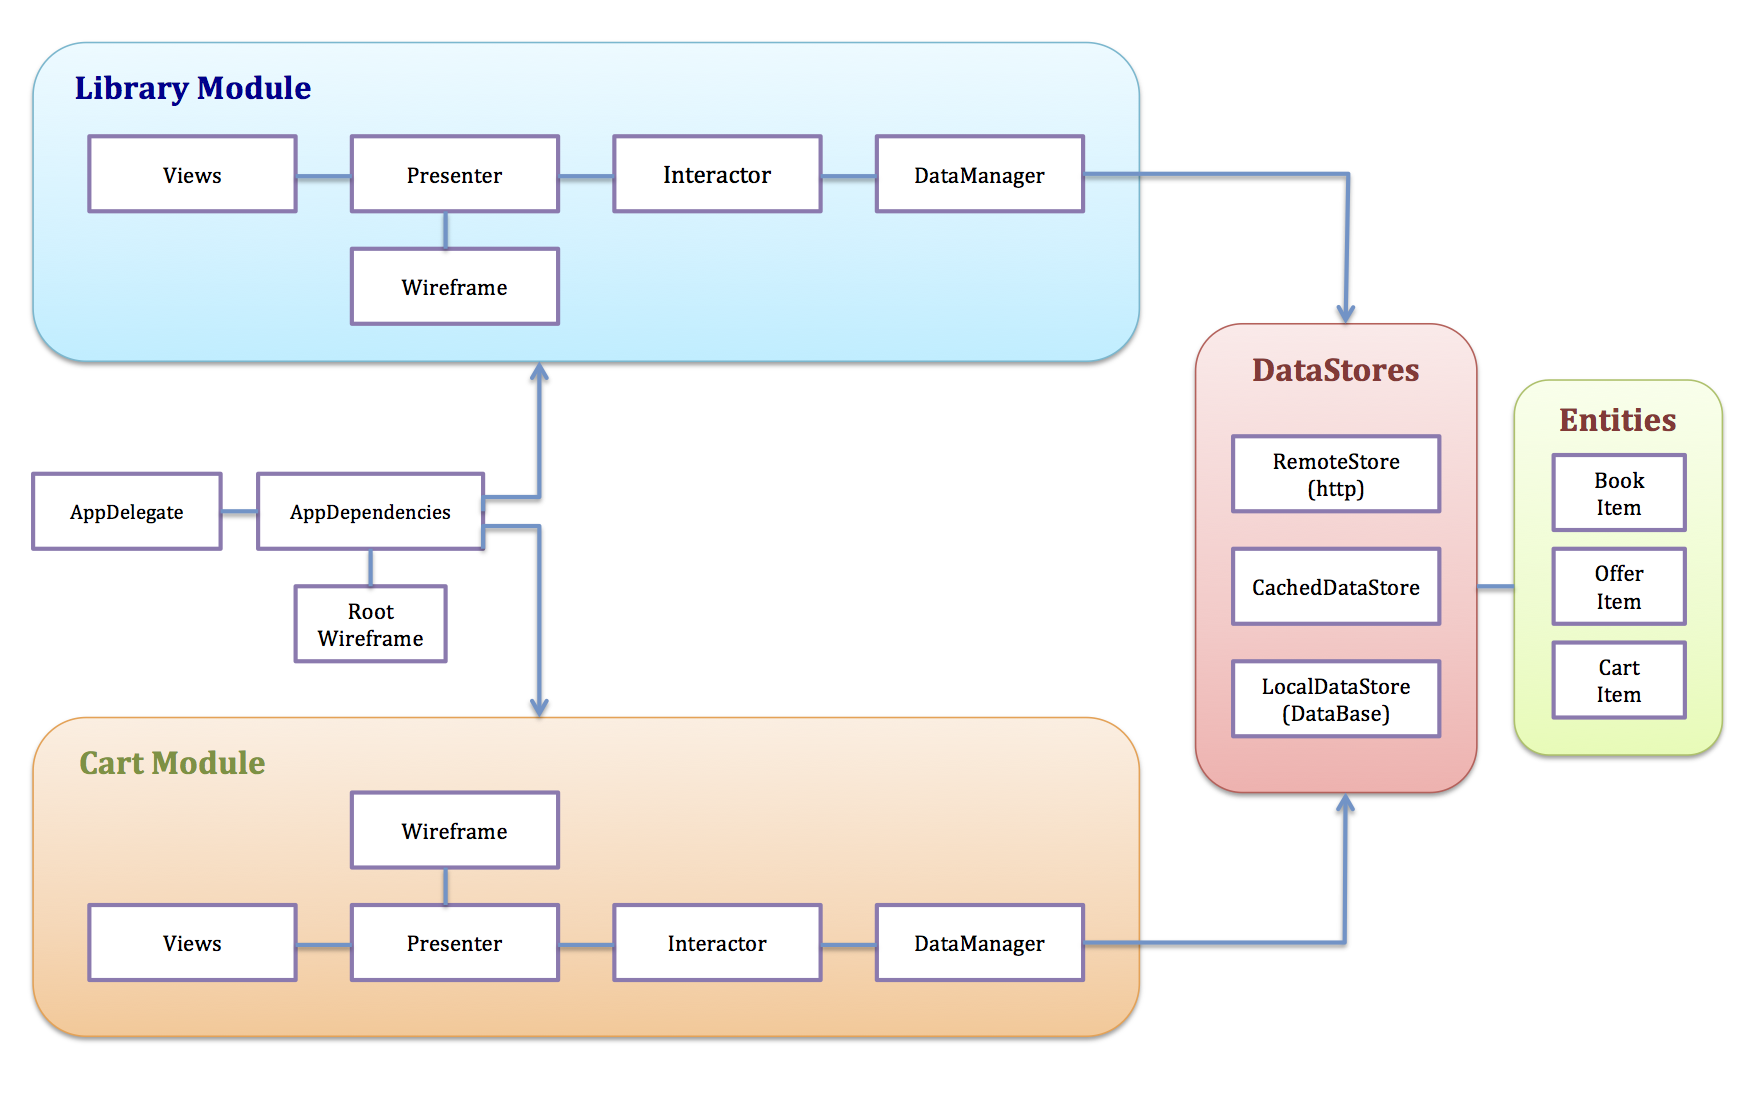 Library Module
Views
Presenter
Interactor
DataManager
Wireframe
DataStores
RemoteStore
(http)
CachedDataStore
LocalDataStore
(DataBase)
Entities
Book
Item
Offer
Item
Cart
Item
AppDelegate
AppDependencies
Root
Wireframe
Cart Module
Wireframe
Views
Presenter
Interactor
DataManager